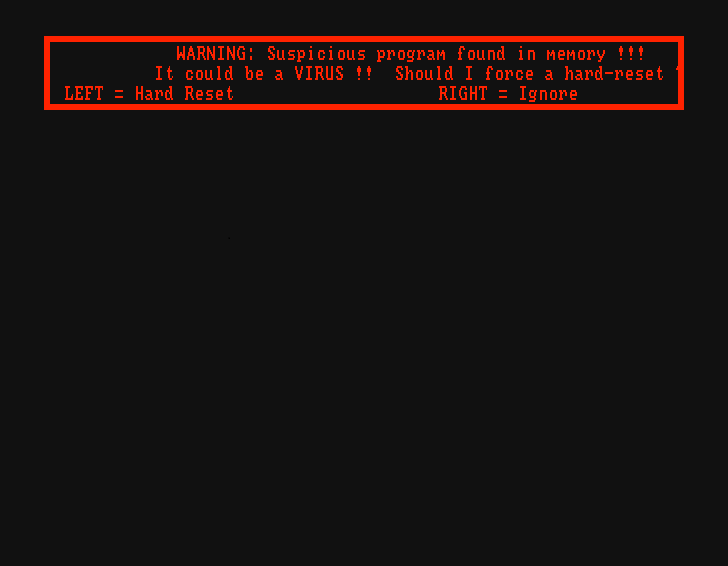 WARNING: Suspicious program found in memory !!!
It could be a VIRUS !! Should I force a hard-reset
LEFT = Hard Reset RIGHT = Ignore